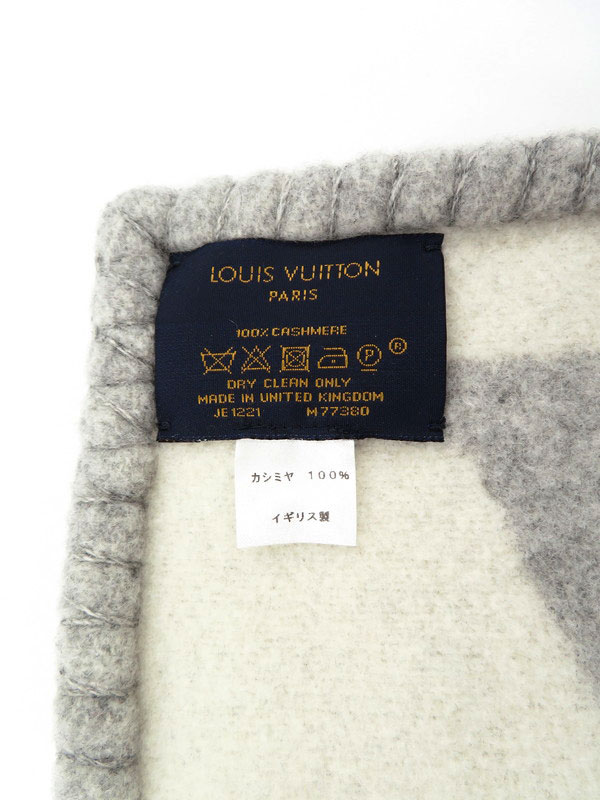 LOUIS VUITTON
PARIS
100% CASHMERE
P ®
DRY CLEAN ONLY
MADE IN UNITED KINGDOM
JE1221 M77380
カシミヤ 100%
イギリス製